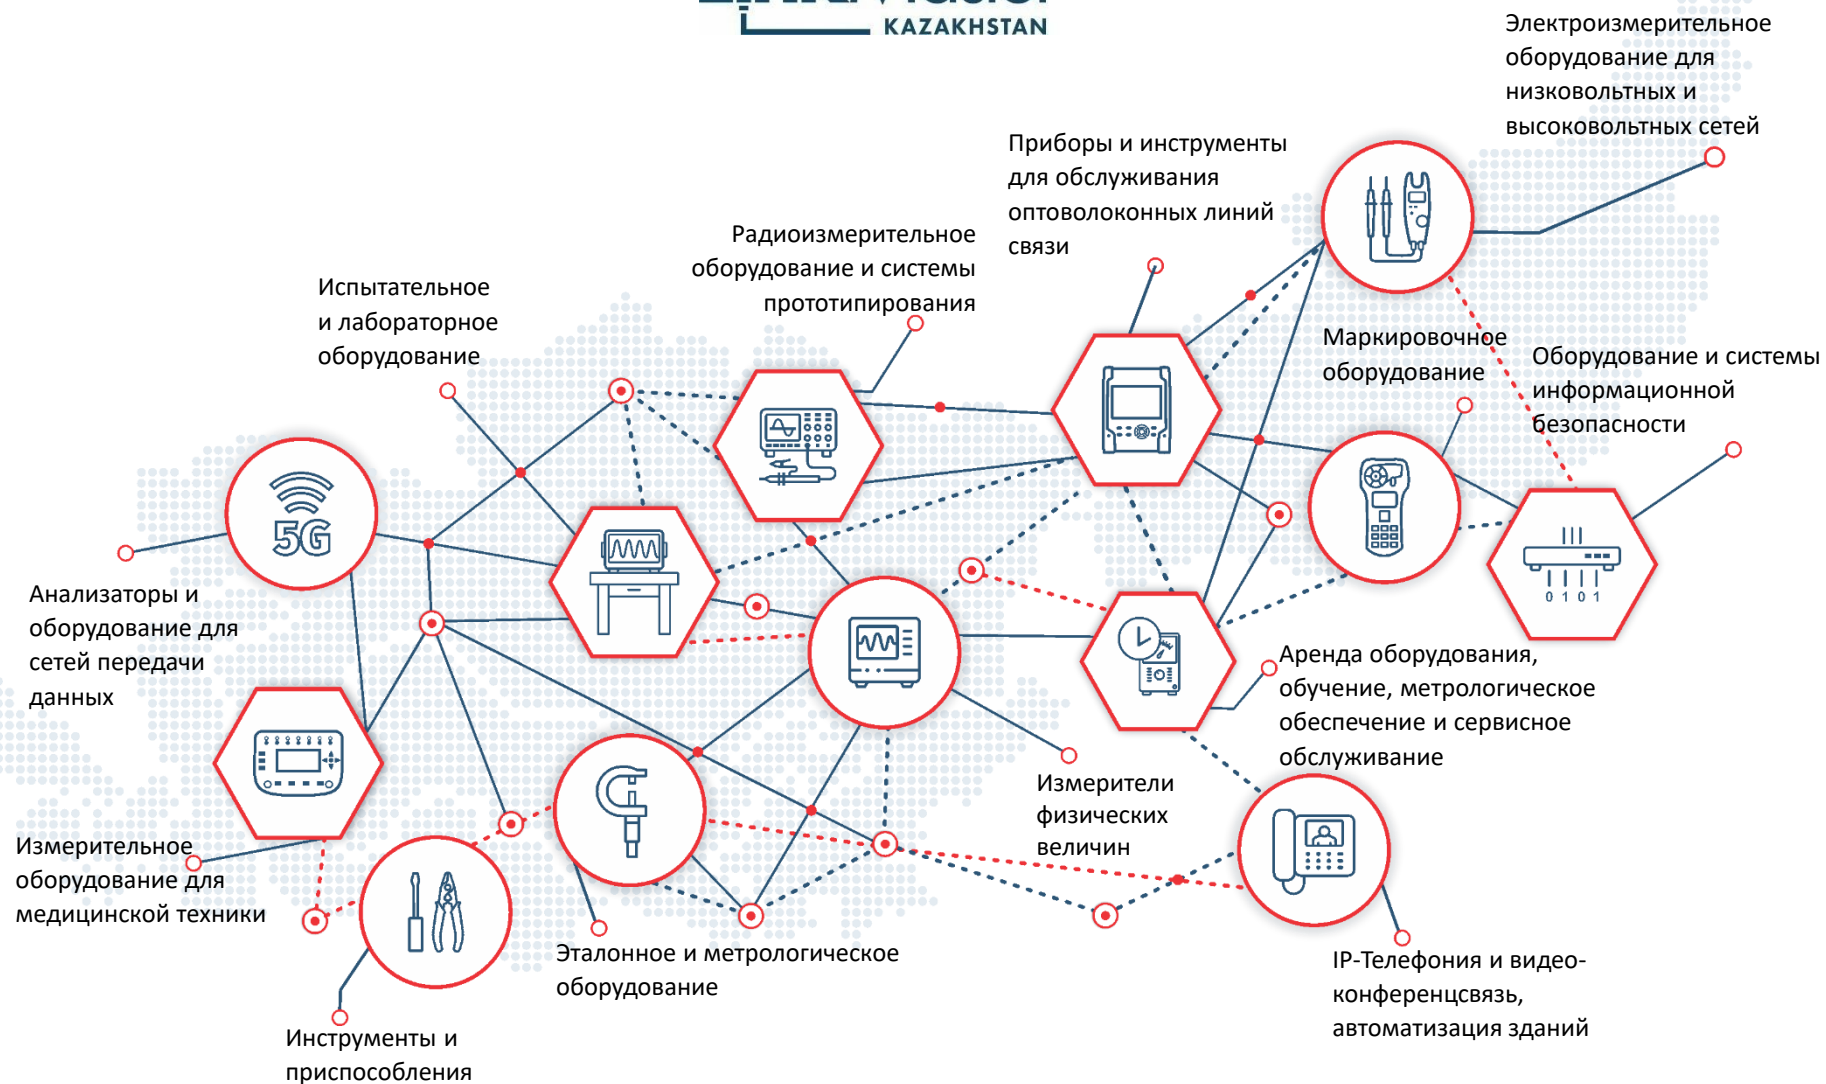 KAZAKHSTAN
Электроизмерительное
оборудование для
низковольтных и
высоковольтных сетей
Приборы и инструменты
для обслуживания
оптоволоконных линий
связи
Радиоизмерительное
оборудование и системы
прототипирования
Испытательное
и лабораторное
оборудование
Маркировочное
оборудование
Оборудование и системы
информационной
безопасности
5G
0 1 0 1
Анализаторы и
оборудование для
сетей передачи
данных
Аренда оборудования,
обучение, метрологическое
обеспечение и сервисное
обслуживание
Измерители
физических
величин
Измерительное
оборудование для
медицинской техники
Эталонное и метрологическое
оборудование
IP-Телефония и видео-
конференцсвязь,
автоматизация зданий
Инструменты и
приспособления